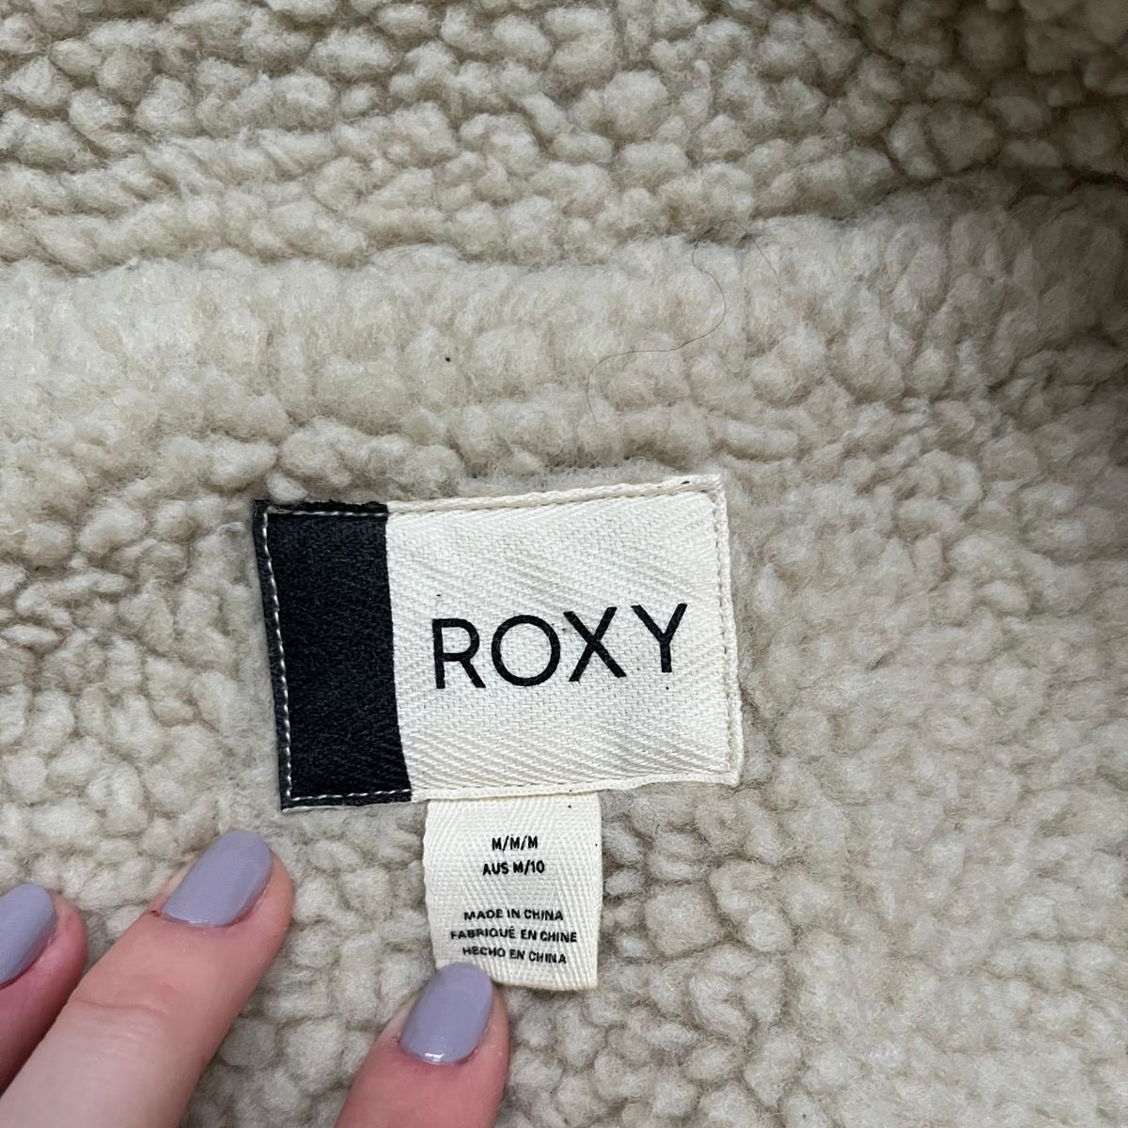 ROXY
M/M/M
AUS M/10
MADE IN CHINA
FABRIQUÉ EN CHINE
HECHO EN CHINA